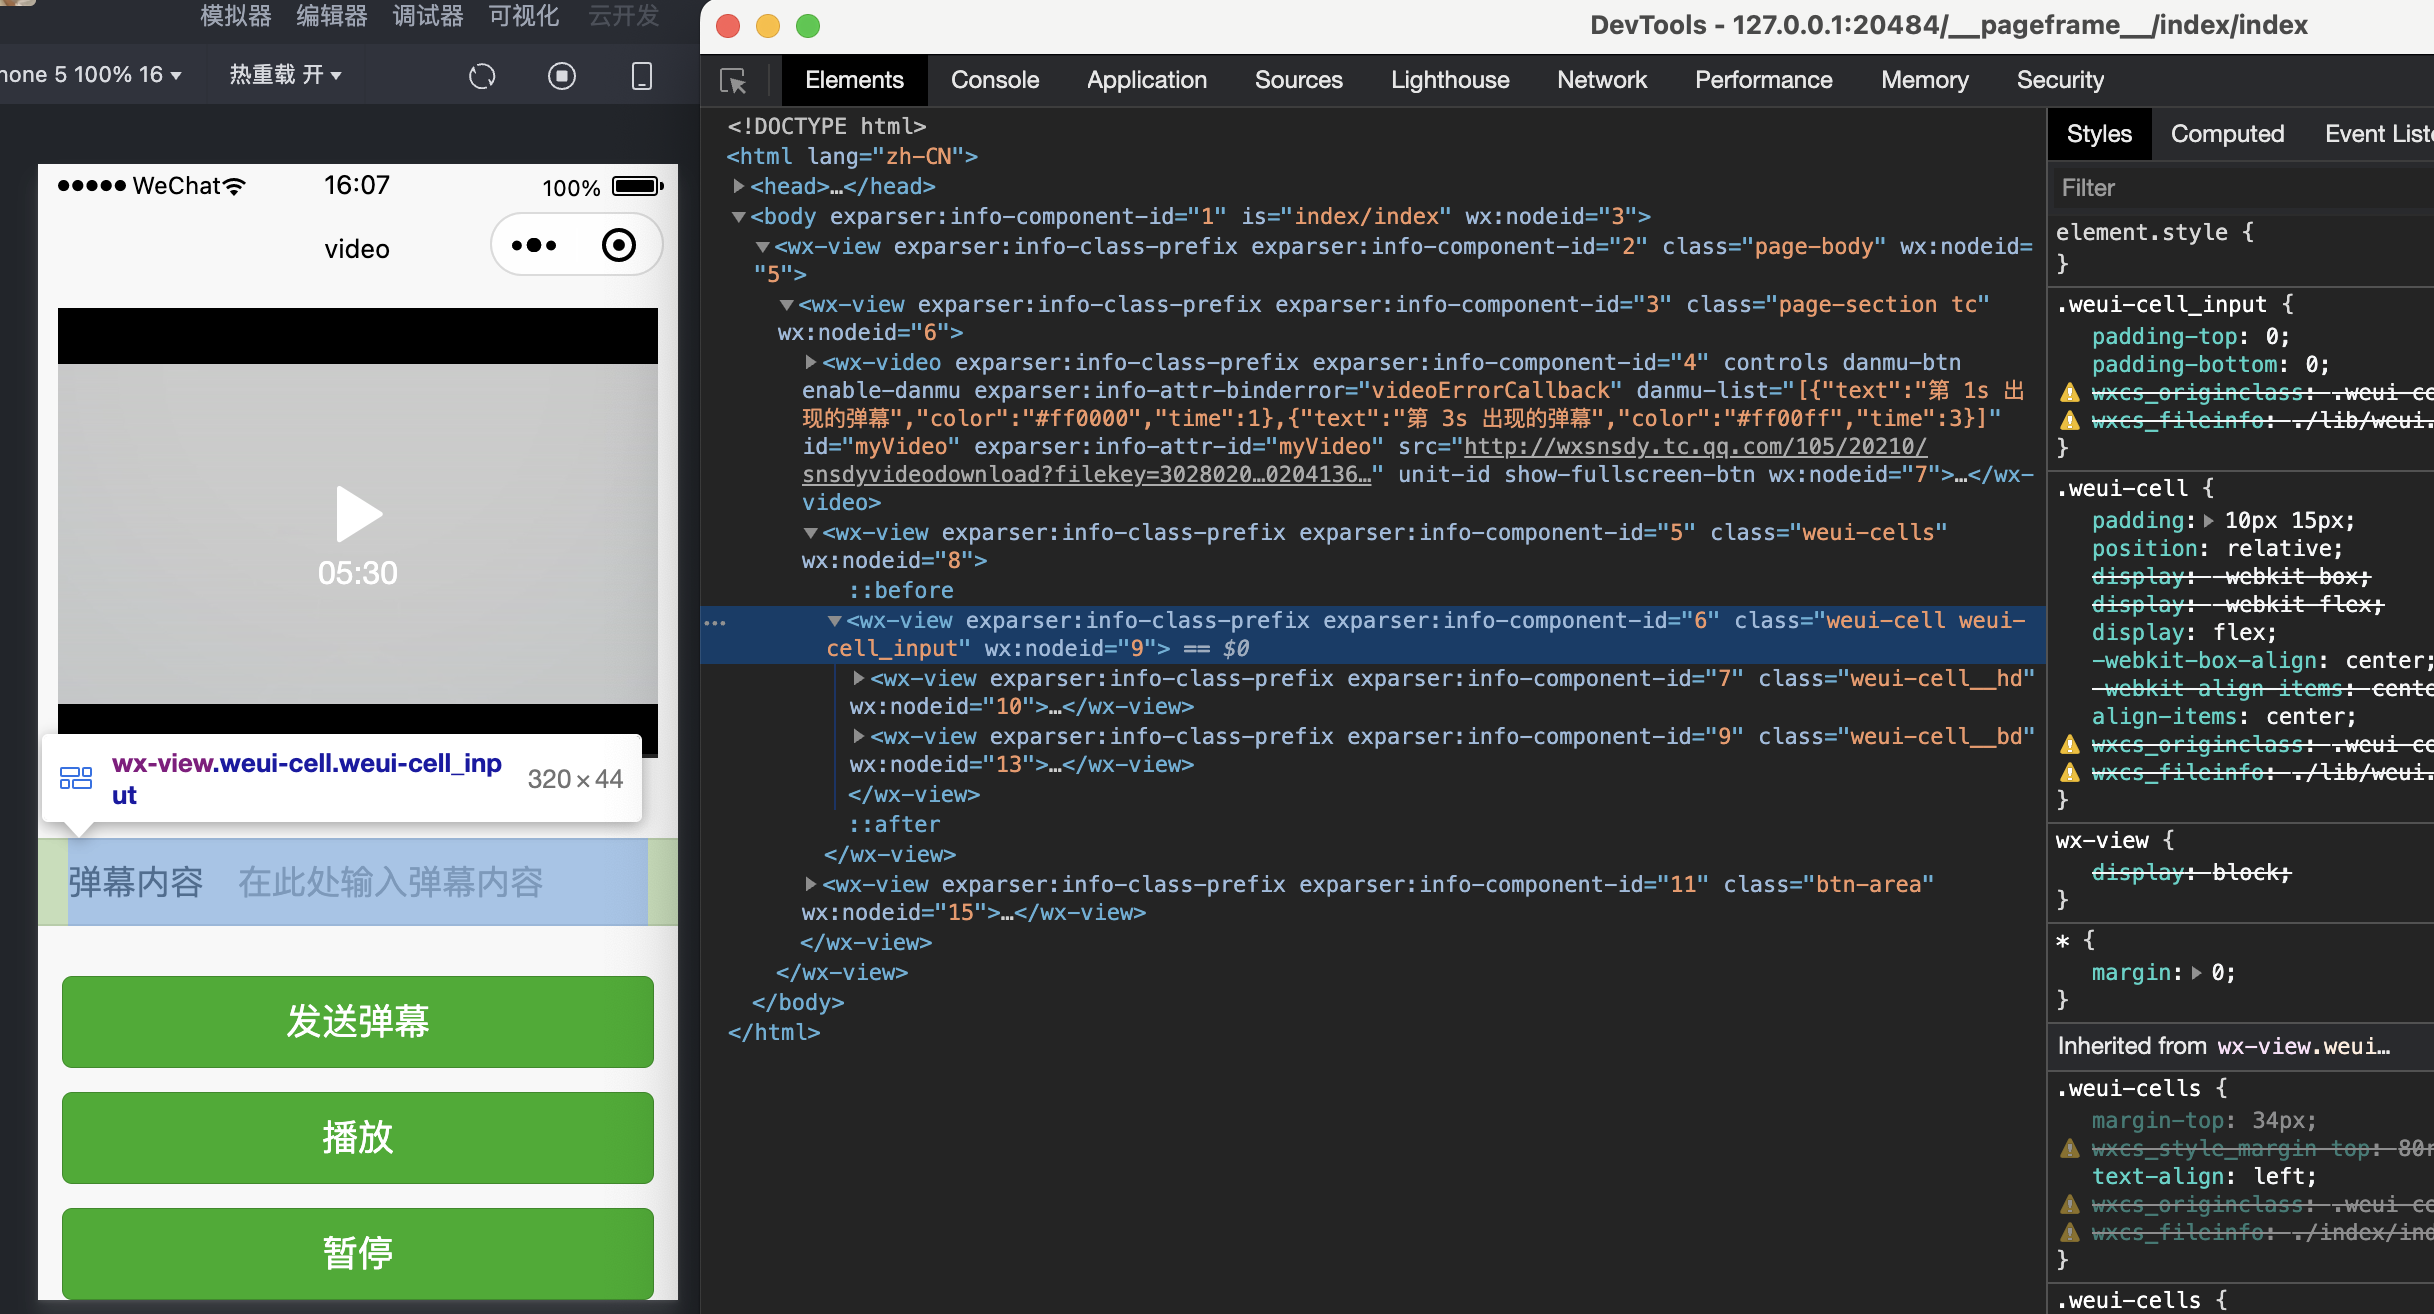 模拟器 编辑器 调试器 可视化 云开发
hone 5 100% 16 ▾ 热重载 开 ▾
WeChat 16:07 100%
video
05:30
wx-view.weui-cell.weui-cell_inp
ut
320 × 44
弹幕内容 在此处输入弹幕内容
发送弹幕
播放
暂停
DevTools - 127.0.0.1:20484/__pageframe__/index/index
Elements Console Application Sources Lighthouse Network Performance Memory Security
<!DOCTYPE html>
<html lang="zh-CN">
<head>…</head>
<body exparser:info-component-id="1" is="index/index" wx:nodeid="3">
<wx-view exparser:info-class-prefix exparser:info-component-id="2" class="page-body" wx:nodeid=
"5">
<wx-view exparser:info-class-prefix exparser:info-component-id="3" class="page-section tc"
wx:nodeid="6">
<wx-video exparser:info-class-prefix exparser:info-component-id="4" controls danmu-btn
enable-danmu exparser:info-attr-binderror="videoErrorCallback" danmu-list="[{"text":"第 1s 出
现的弹幕","color":"#ff0000","time":1},{"text":"第 3s 出现的弹幕","color":"#ff00ff","time":3}]"
id="myVideo" exparser:info-attr-id="myVideo" src="http://wxsnsdy.tc.qq.com/105/20210/
snsdyvideodownload?filekey=3028020…0204136…" unit-id show-fullscreen-btn wx:nodeid="7">…</wx-
video>
<wx-view exparser:info-class-prefix exparser:info-component-id="5" class="weui-cells"
wx:nodeid="8">
::before
<wx-view exparser:info-class-prefix exparser:info-component-id="6" class="weui-cell weui-
cell_input" wx:nodeid="9"> == $0
<wx-view exparser:info-class-prefix exparser:info-component-id="7" class="weui-cell__hd"
wx:nodeid="10">…</wx-view>
<wx-view exparser:info-class-prefix exparser:info-component-id="9" class="weui-cell__bd"
wx:nodeid="13">…</wx-view>
</wx-view>
::after
</wx-view>
<wx-view exparser:info-class-prefix exparser:info-component-id="11" class="btn-area"
wx:nodeid="15">…</wx-view>
</wx-view>
</wx-view>
</body>
</html>
Styles Computed Event Liste
Filter
element.style {
}
.weui-cell_input {
padding-top: 0;
padding-bottom: 0;
wxcs_originclass: .weui-ce
wxcs_fileinfo: ./lib/weui.
}
.weui-cell {
padding: 10px 15px;
position: relative;
display: -webkit-box;
display: -webkit-flex;
display: flex;
-webkit-box-align: center;
-webkit-align-items: cente
align-items: center;
wxcs_originclass: .weui-ce
wxcs_fileinfo: ./lib/weui.
}
wx-view {
display: block;
}
* {
margin: 0;
}
Inherited from wx-view.weui…
.weui-cells {
margin-top: 34px;
wxcs_style_margin-top: 80r
text-align: left;
wxcs_originclass: .weui-ce
wxcs_fileinfo: ./index/ind
}
.weui-cells {